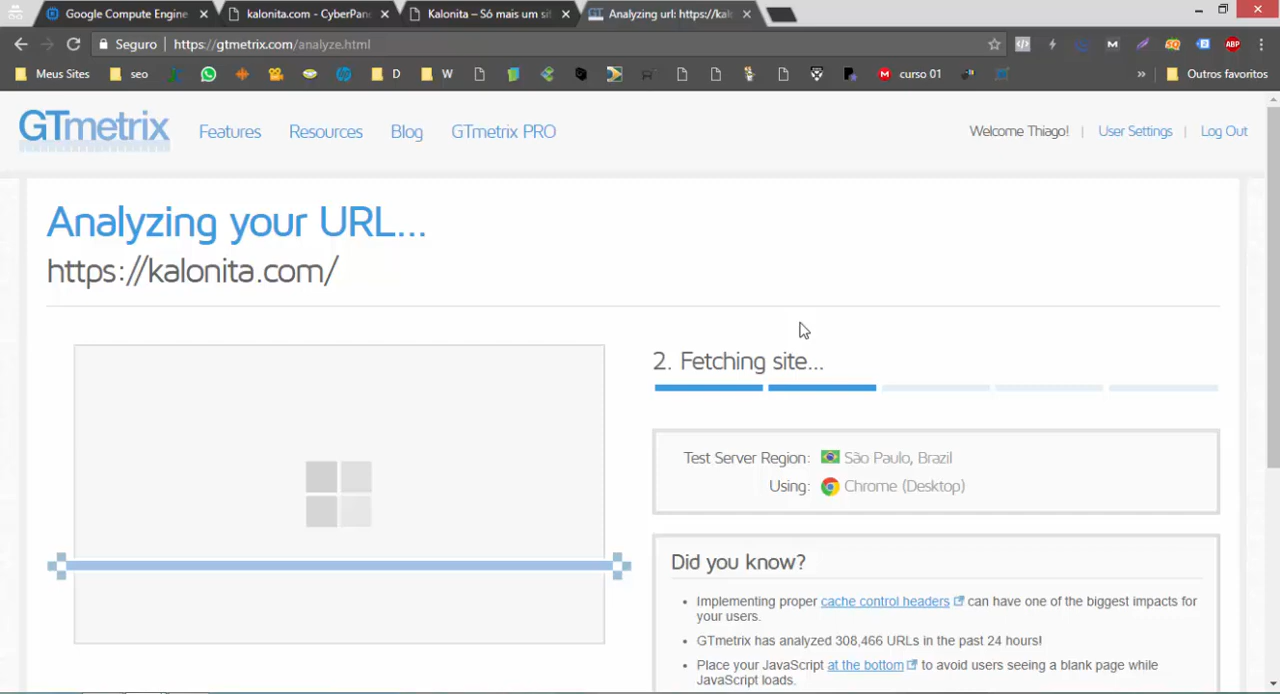 Google Compute Engine
kalonita.com - CyberPan
Kalonita – Só mais um sit
GT Analyzing url: https://kal
Seguro
https://gtmetrix.com/analyze.html
M
ABP
Meus Sites
seo
D
W
M curso 01
»
Outros favoritos
GTmetrix
Features
Resources
Blog
GTmetrix PRO
Welcome Thiago! | User Settings | Log Out
Analyzing your URL...
https://kalonita.com/
2. Fetching site...
Test Server Region: São Paulo, Brazil
Using: Chrome (Desktop)
Did you know?
• Implementing proper cache control headers can have one of the biggest impacts for
your users.
• GTmetrix has analyzed 308,466 URLs in the past 24 hours!
• Place your JavaScript at the bottom to avoid users seeing a blank page while
JavaScript loads.